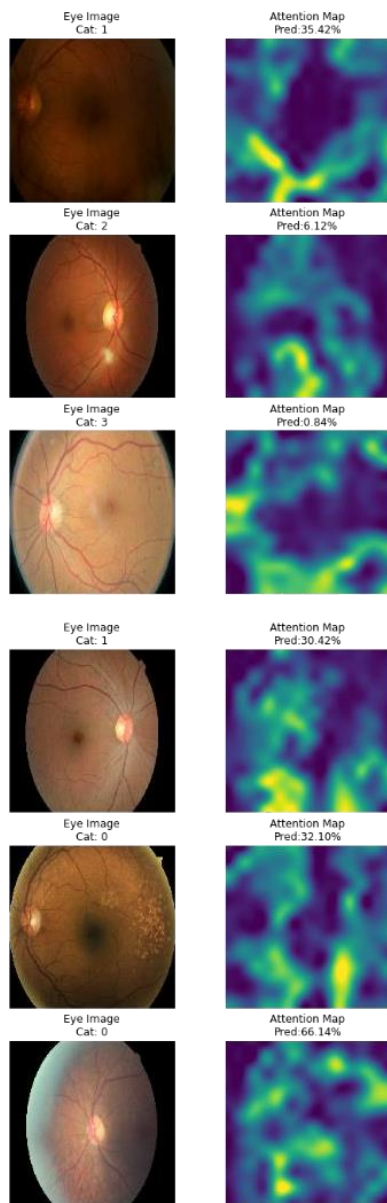 Eye Image
Cat: 1
Attention Map
Pred:35.42%
Eye Image
Cat: 2
Attention Map
Pred:6.12%
Eye Image
Cat: 3
Attention Map
Pred:0.84%
Eye Image
Cat: 1
Attention Map
Pred:30.42%
Eye Image
Cat: 0
Attention Map
Pred:32.10%
Eye Image
Cat: 0
Attention Map
Pred:66.14%